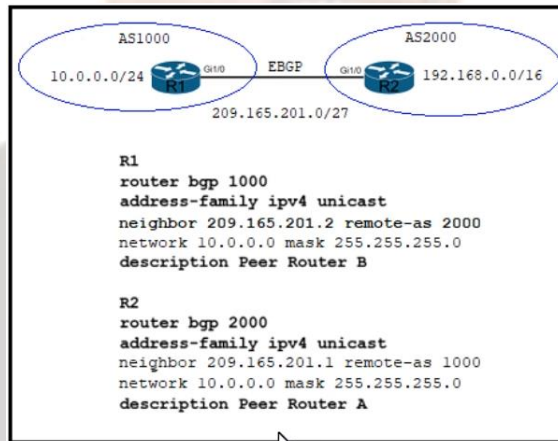 AS1000
AS2000
10.0.0.0/24
Gi1/0
EBGP
Gi1/0
192.168.0.0/16
R1
R2
209.165.201.0/27
R1
router bgp 1000
address-family ipv4 unicast
neighbor 209.165.201.2 remote-as 2000
network 10.0.0.0 mask 255.255.255.0
description Peer Router B
R2
router bgp 2000
address-family ipv4 unicast
neighbor 209.165.201.1 remote-as 1000
network 10.0.0.0 mask 255.255.255.0
description Peer Router A